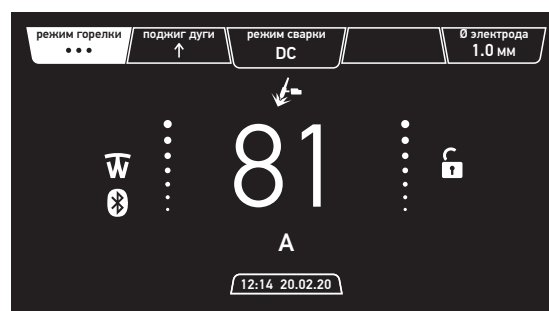 режим горелки
поджиг дуги
режим сварки
DC
Ø электрода
1.0 мм
81
A
12:14 20.02.20